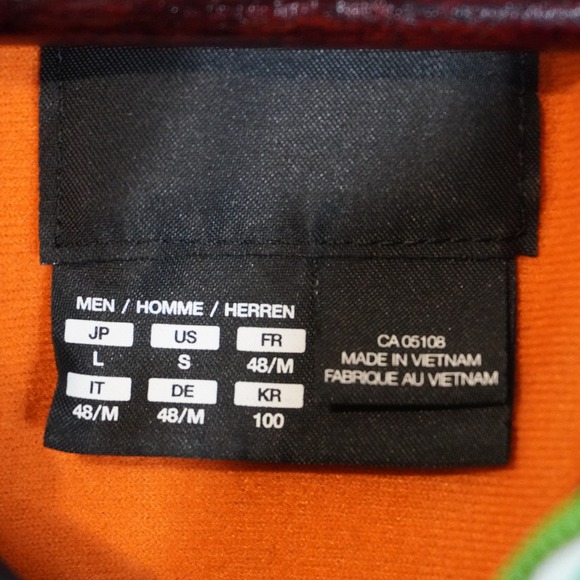 MEN / HOMME / HERREN
JP US FR
L S 48/M
IT DE KR
48/M 48/M 100
CA 05108
MADE IN VIETNAM
FABRIQUE AU VIETNAM